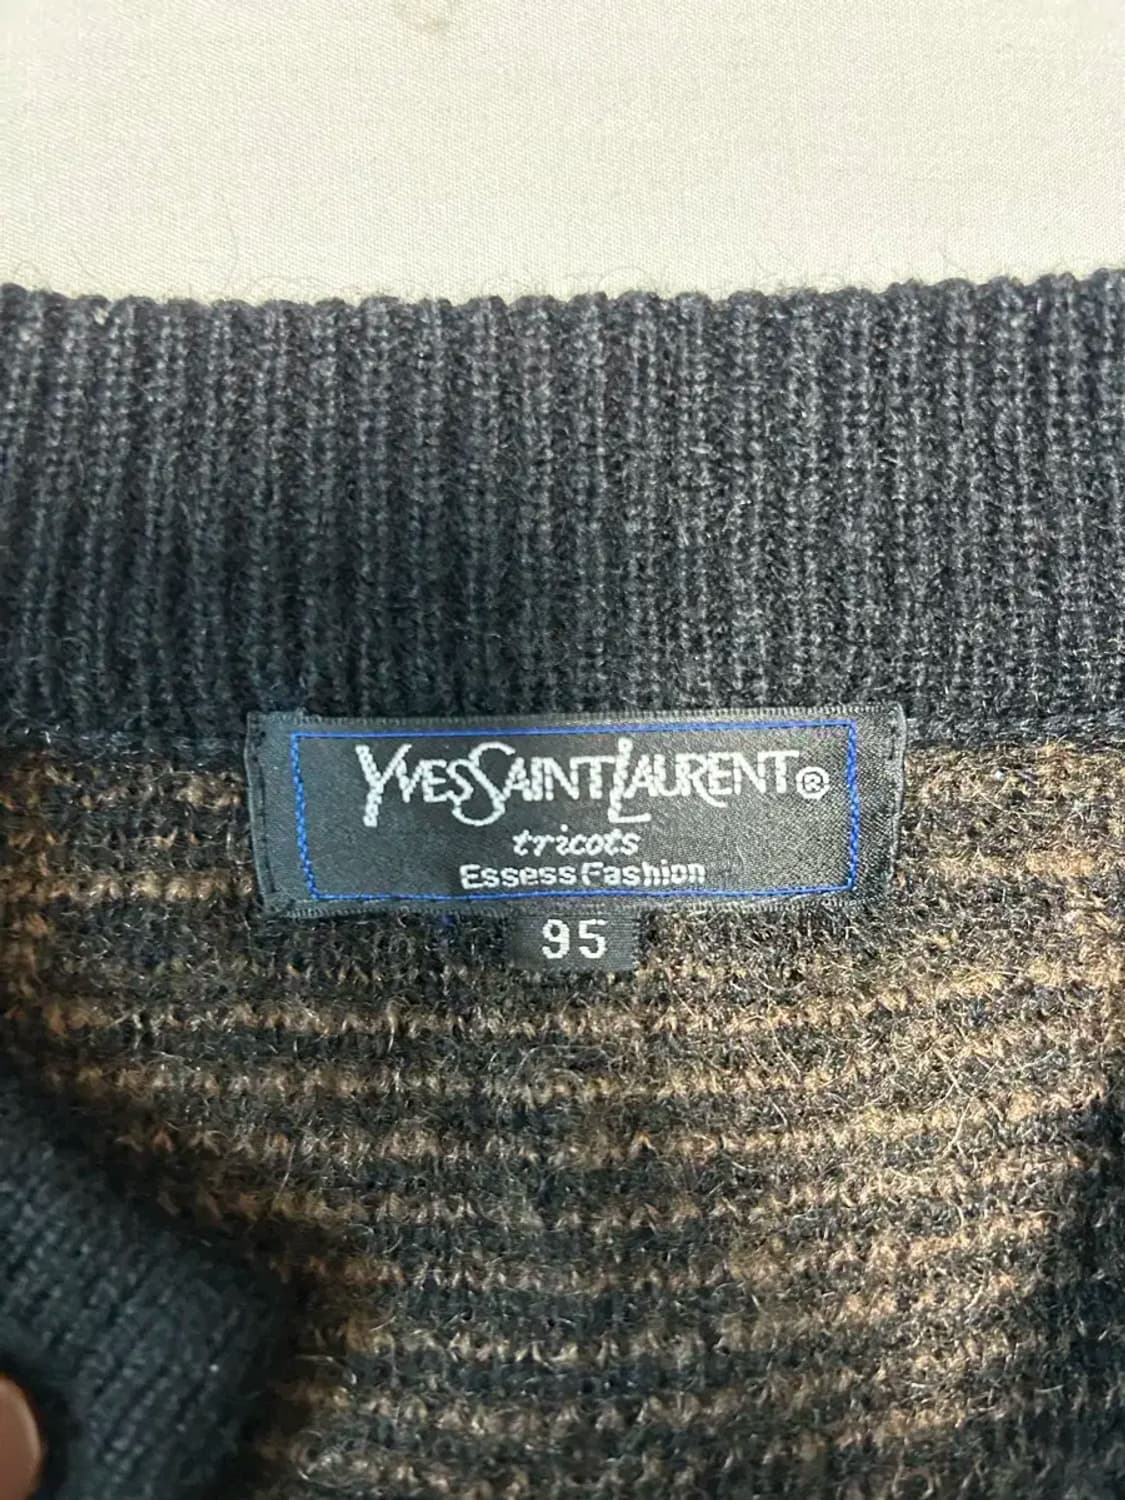 YVESSAINTLAURENT®
tricots
Essess Fashion
95